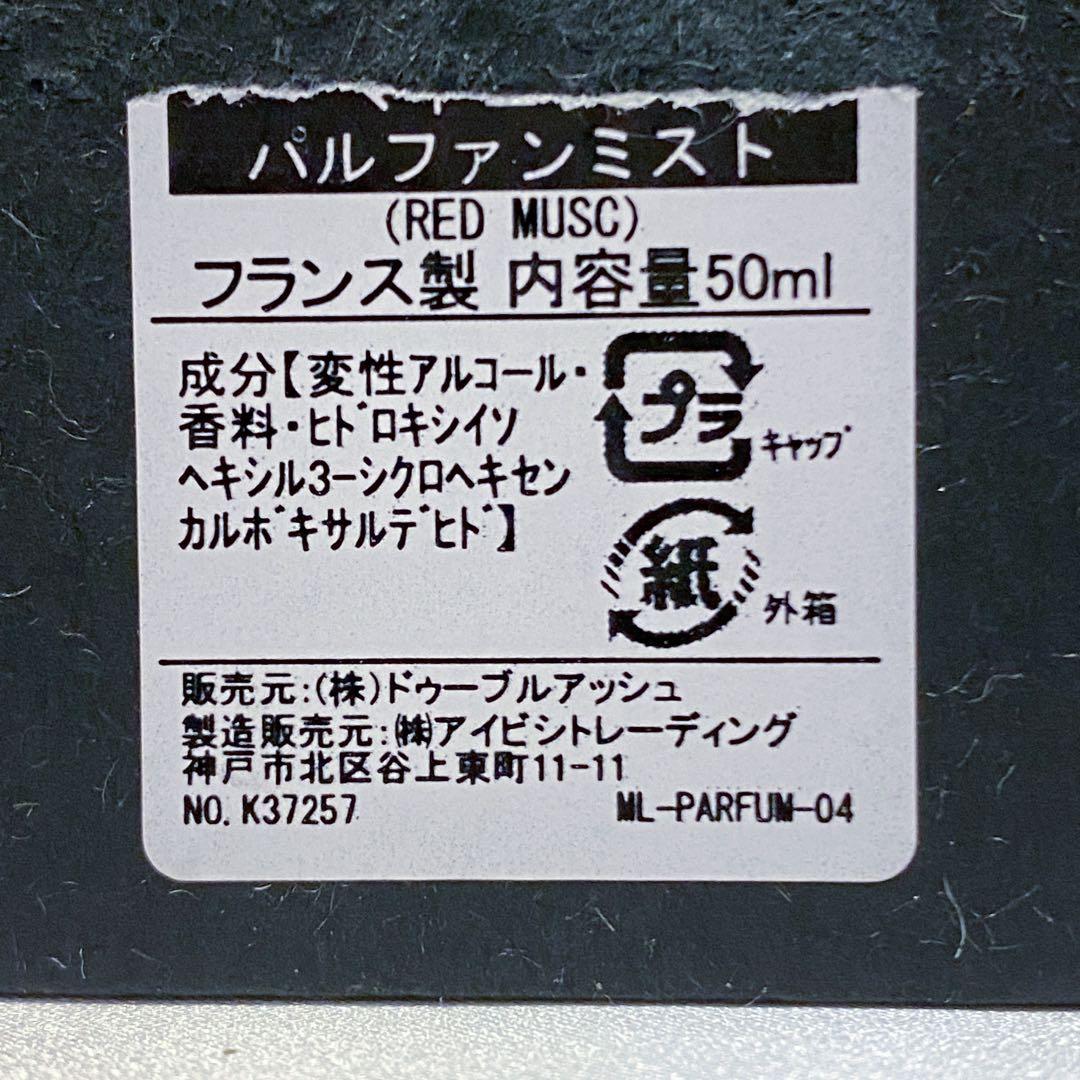 パルファンミスト
(RED MUSC)
フランス製 内容量50ml
成分【変性アルコール・
香料・ヒドロキシイソ
ヘキシル3-シクロヘキセン
カルボキサルデヒド】
プラ
キャップ
紙
外箱
販売元:(株)ドゥーブルアッシュ
製造販売元:㈱アイビシトレーディング
神戸市北区谷上東町11-11
NO.K37257 ML-PARFUM-04